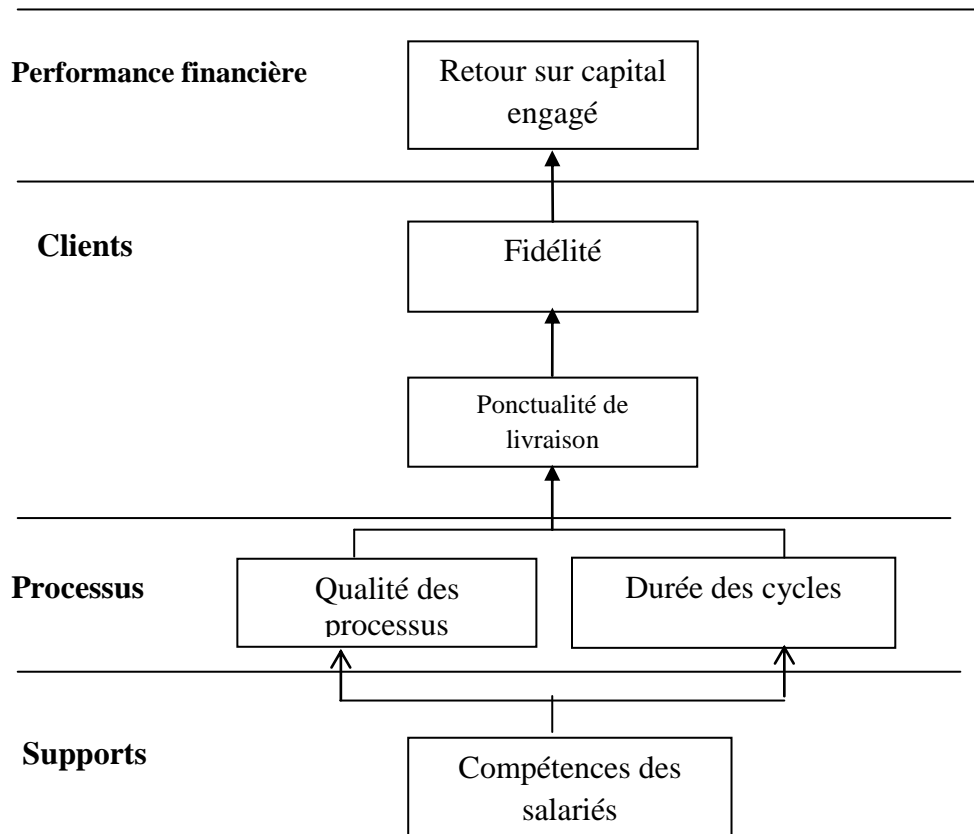 Performance financière
Retour sur capital
engagé
Clients
Fidélité
Ponctualité de
livraison
Processus
Qualité des
processus
Durée des cycles
Supports
Compétences des
salariés